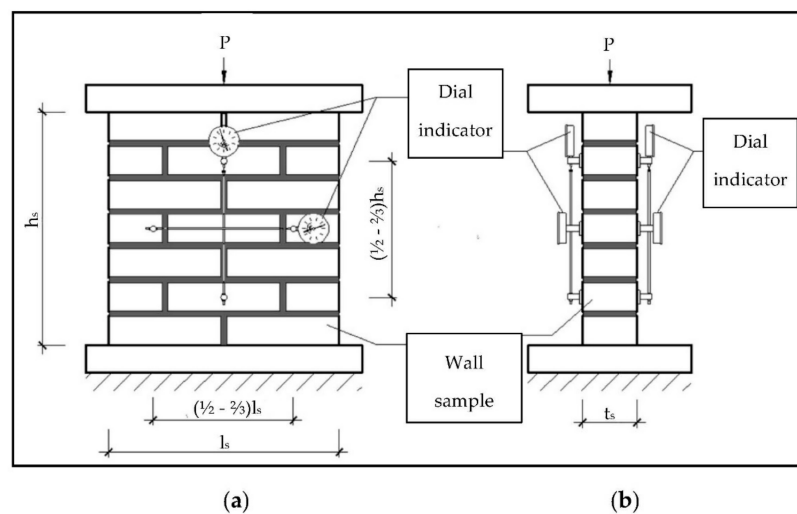 P
P
Dial
indicator
Dial
indicator
hₛ
(½ - ⅔)hₛ
Wall
sample
(½ - ⅔)lₛ
lₛ
tₛ
(a)
(b)